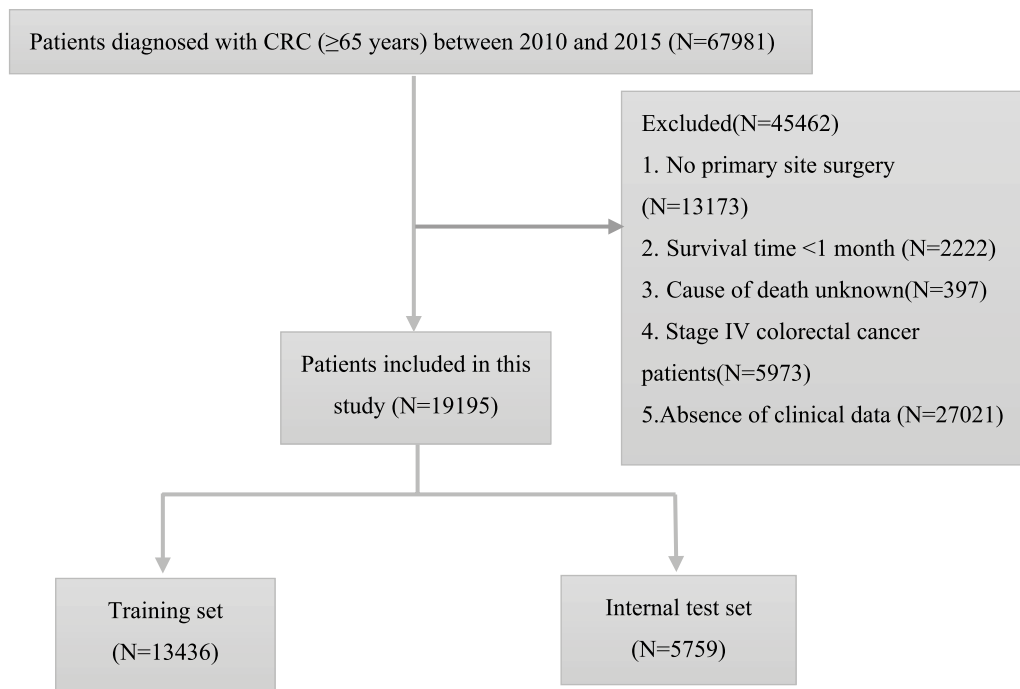 Patients diagnosed with CRC (≥65 years) between 2010 and 2015 (N=67981)
Excluded(N=45462)
1. No primary site surgery
(N=13173)
2. Survival time <1 month (N=2222)
3. Cause of death unknown(N=397)
4. Stage IV colorectal cancer
patients(N=5973)
5.Absence of clinical data (N=27021)
Patients included in this
study (N=19195)
Training set
(N=13436)
Internal test set
(N=5759)